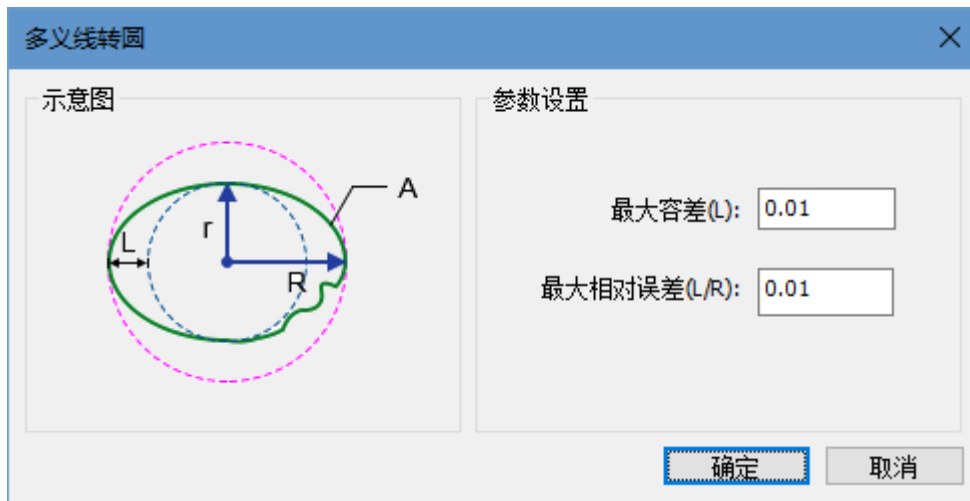 多义线转圆
示意图
A
r
L
R
参数设置
最大容差(L): 0.01
最大相对误差(L/R): 0.01
确定 取消